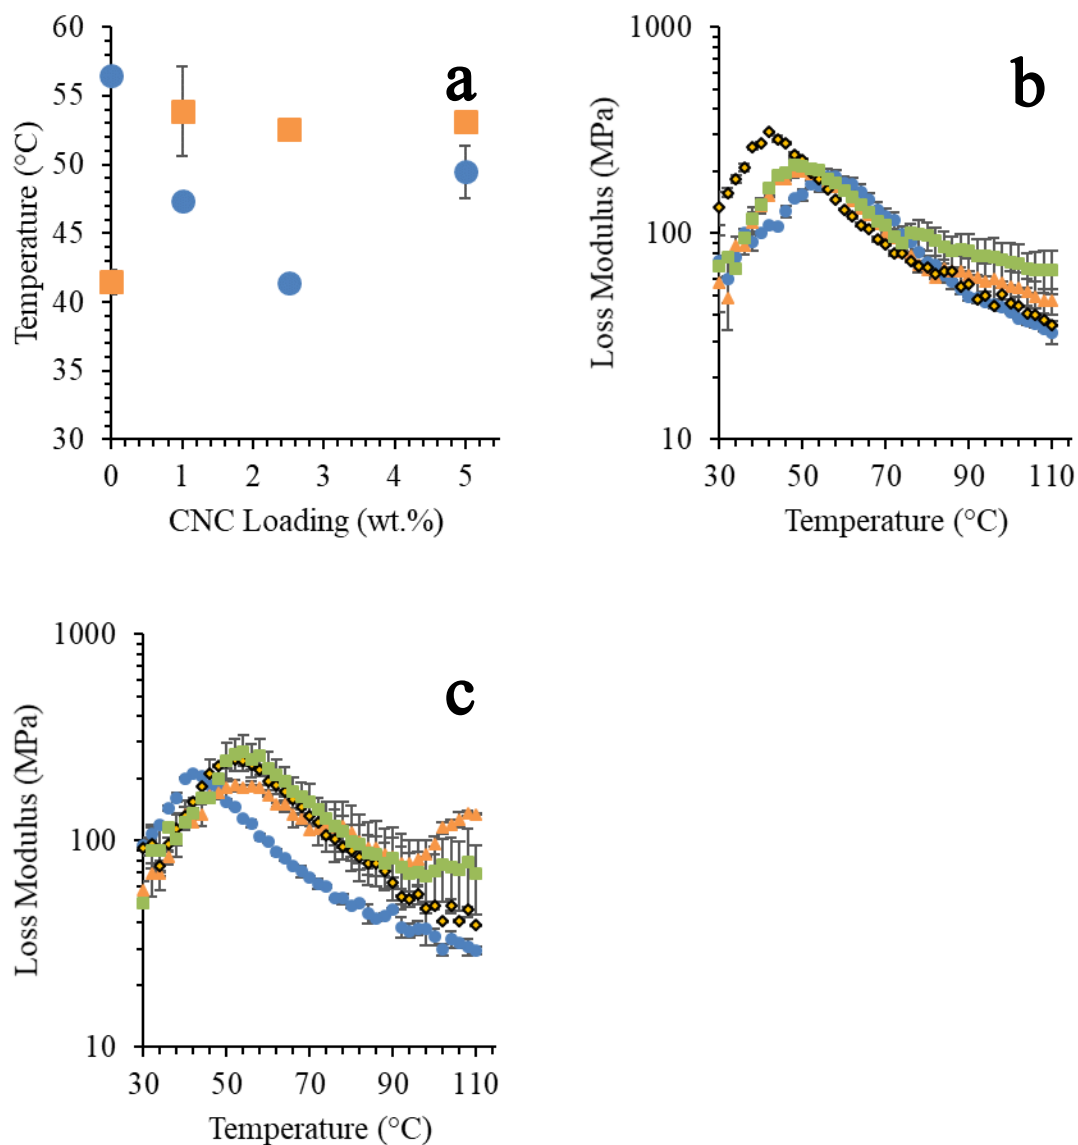 60
55
50
45
40
35
30
Temperature (°C)
a
0 1 2 3 4 5
CNC Loading (wt.%)
1000
100
10
Loss Modulus (MPa)
b
30 50 70 90 110
Temperature (°C)
1000
100
10
Loss Modulus (MPa)
c
30 50 70 90 110
Temperature (°C)